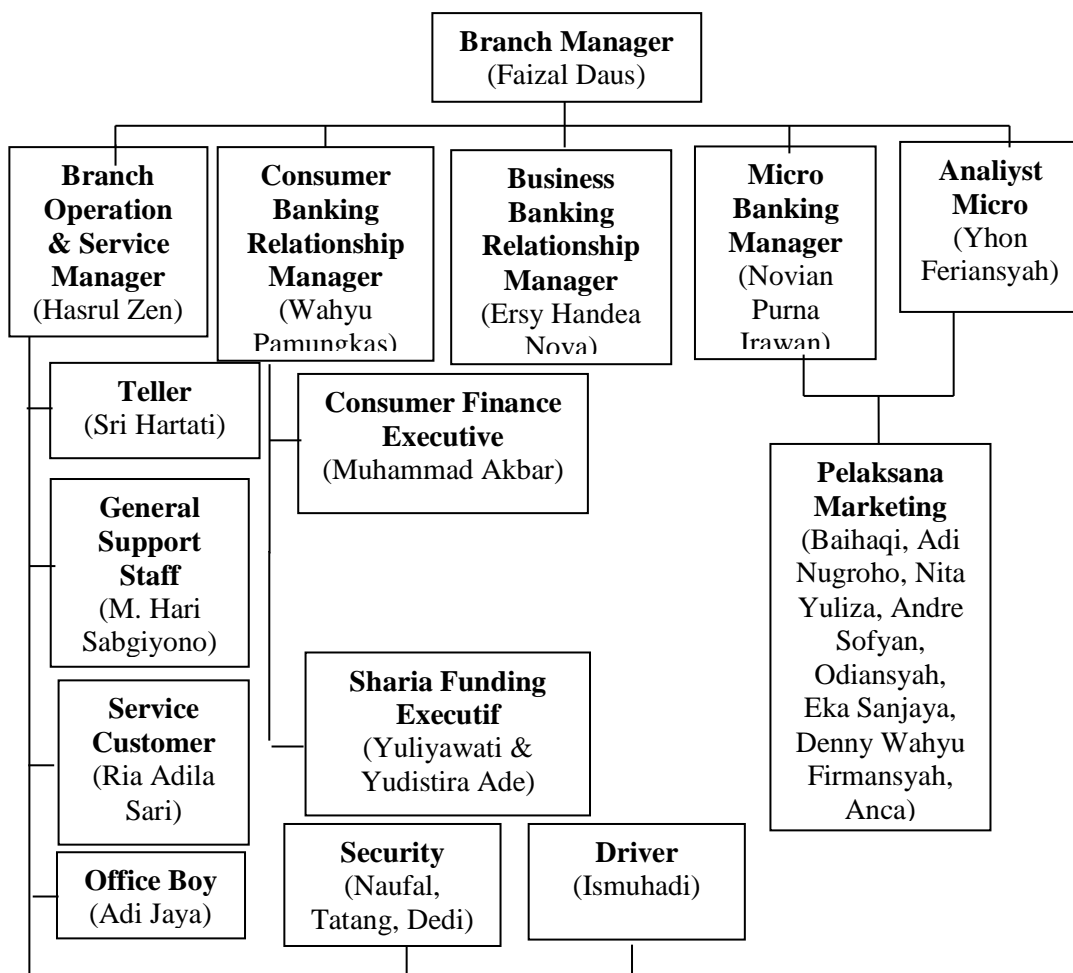 Branch Manager
(Faizal Daus)
Branch
Operation
& Service
Manager
(Hasrul Zen)
Consumer
Banking
Relationship
Manager
(Wahyu
Pamungkas)
Business
Banking
Relationship
Manager
(Ersy Handea
Nova)
Micro
Banking
Manager
(Novian
Purna
Irawan)
Analiyst
Micro
(Yhon
Feriansyah)
Teller
(Sri Hartati)
Consumer Finance
Executive
(Muhammad Akbar)
General
Support
Staff
(M. Hari
Sabgiyono)
Pelaksana
Marketing
(Baihaqi, Adi
Nugroho, Nita
Yuliza, Andre
Sofyan,
Odiansyah,
Eka Sanjaya,
Denny Wahyu
Firmansyah,
Anca)
Service
Customer
(Ria Adila
Sari)
Sharia Funding
Executif
(Yuliyawati &
Yudistira Ade)
Office Boy
(Adi Jaya)
Security
(Naufal,
Tatang, Dedi)
Driver
(Ismuhadi)